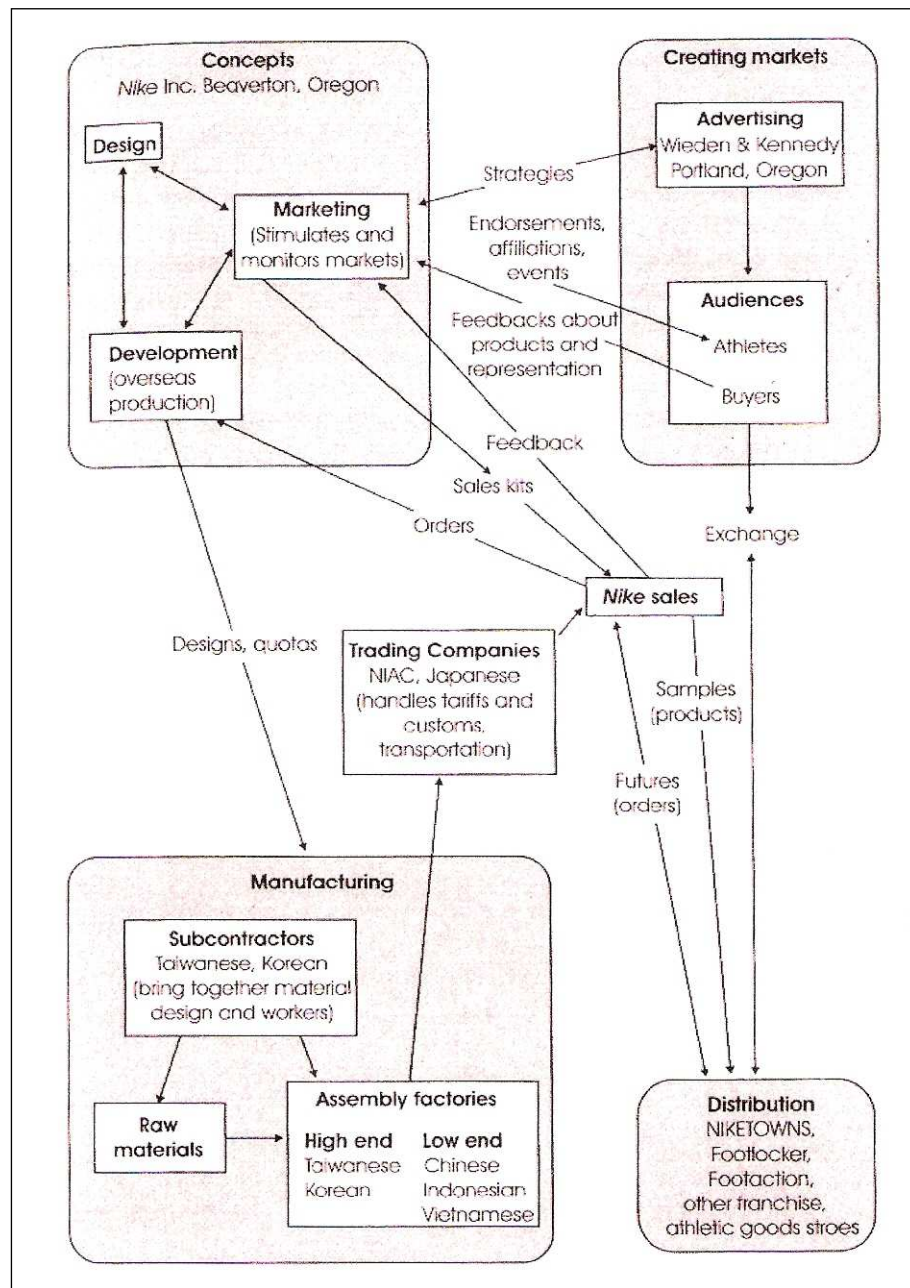 Concepts
Nike Inc. Beaverton, Oregon
Design
Marketing
(Stimulates and
monitors markets)
Development
(overseas
production)
Creating markets
Advertising
Wieden & Kennedy
Portland, Oregon
Strategies
Endorsements,
affiliations,
events
Feedbacks about
products and
representation
Audiences
Athletes
Buyers
Feedback
Sales kits
Orders
Exchange
Nike sales
Designs, quotas
Trading Companies
NIAC, Japanese
(handles tariffs and
customs,
transportation)
Samples
(products)
Futures
(orders)
Manufacturing
Subcontractors
Taiwanese, Korean
(bring together material
design and workers)
Raw
materials
Assembly factories
High end
Taiwanese
Korean
Low end
Chinese
Indonesian
Vietnamese
Distribution
NIKETOWNS,
Footlocker,
Footaction,
other franchise,
athletic goods stroes